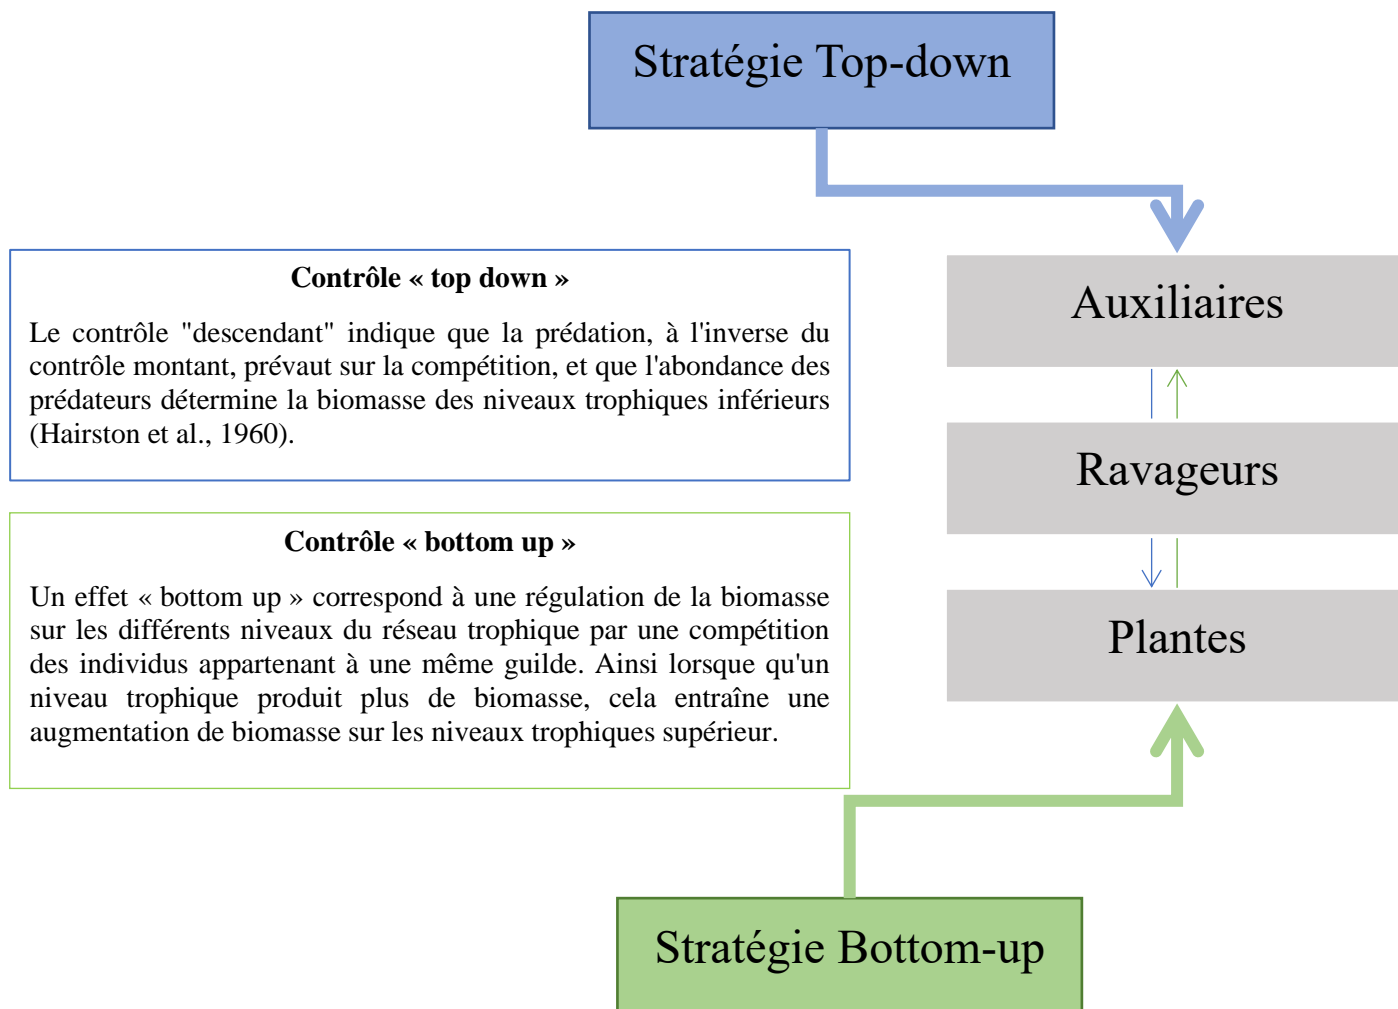 Stratégie Top-down
Contrôle « top down »
Le contrôle "descendant" indique que la prédation, à l'inverse du
contrôle montant, prévaut sur la compétition, et que l'abondance des
prédateurs détermine la biomasse des niveaux trophiques inférieurs
(Hairston et al., 1960).
Auxiliaires
Ravageurs
Plantes
Contrôle « bottom up »
Un effet « bottom up » correspond à une régulation de la biomasse
sur les différents niveaux du réseau trophique par une compétition
des individus appartenant à une même guilde. Ainsi lorsque qu'un
niveau trophique produit plus de biomasse, cela entraîne une
augmentation de biomasse sur les niveaux trophiques supérieur.
Stratégie Bottom-up